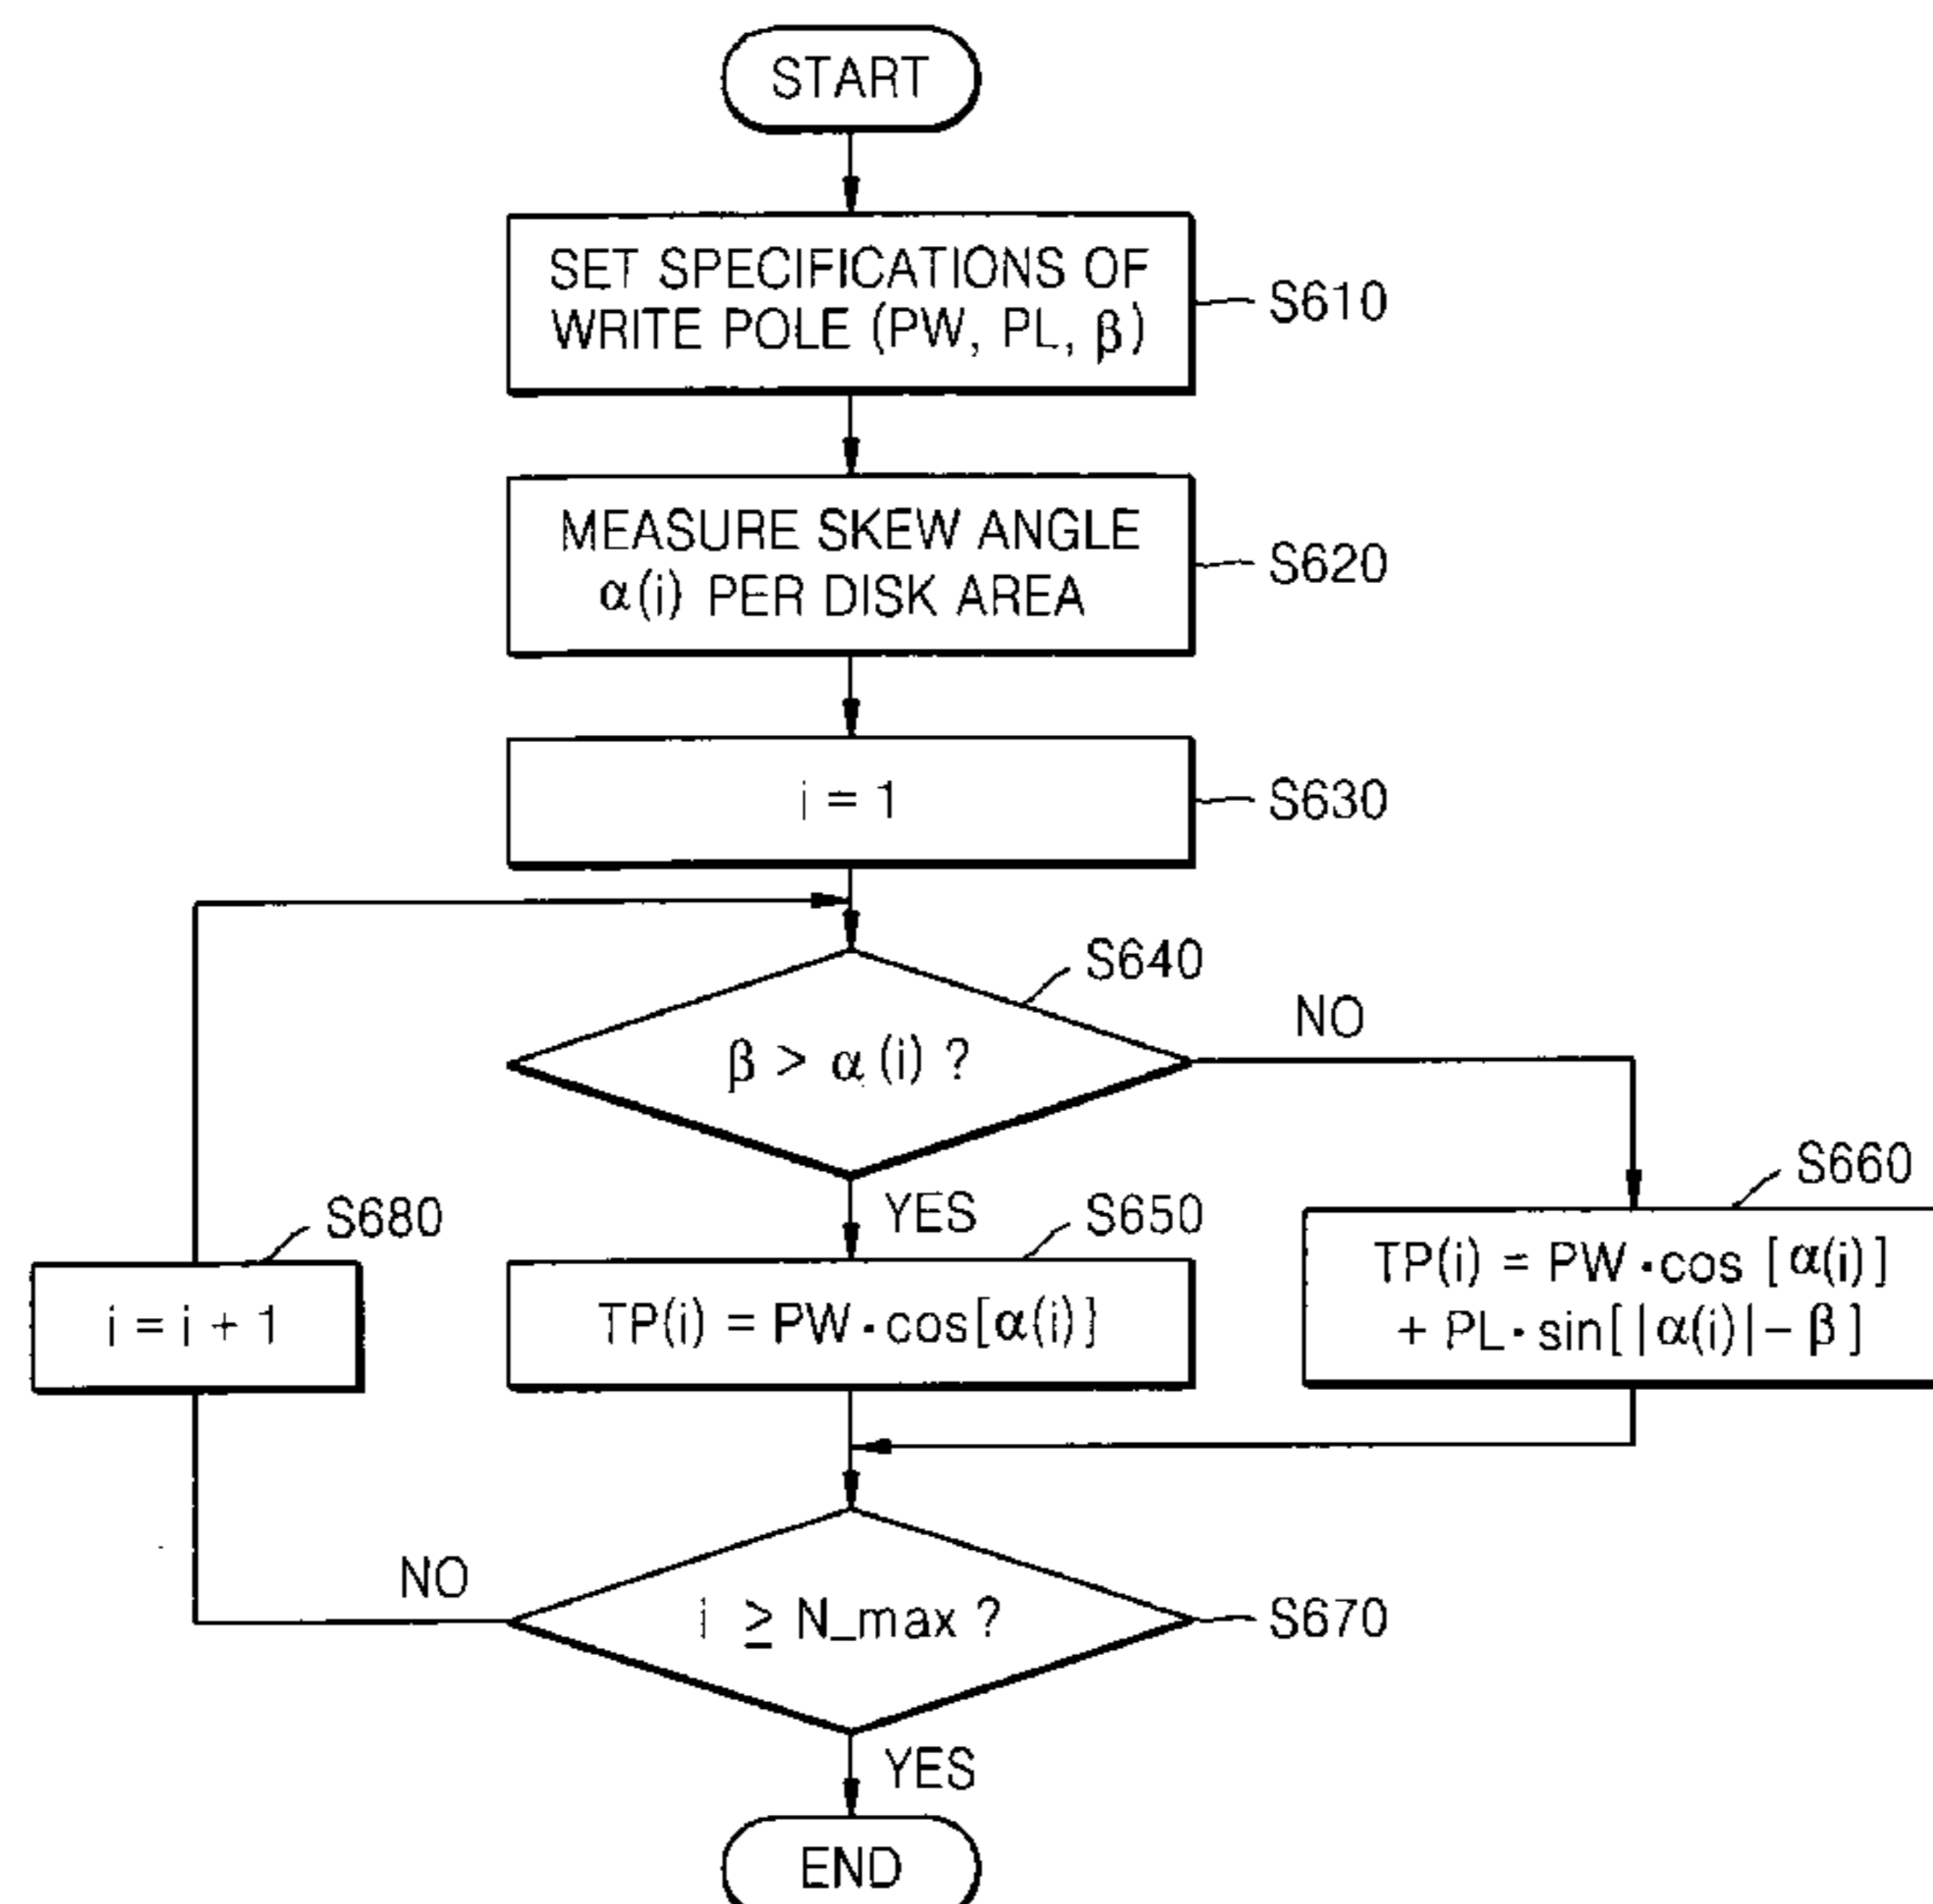 START
SET SPECIFICATIONS OF
WRITE POLE (PW, PL, β)
S610
MEASURE SKEW ANGLE
α(i) PER DISK AREA
S620
i = 1
S630
S640
β > α(i) ?
NO
YES
S650
TP(i) = PW·cos[α(i)]
S660
TP(i) = PW·cos [α(i)]
+ PL·sin[|α(i)|− β]
S680
i = i + 1
NO
i ≥ N_max ?
S670
YES
END